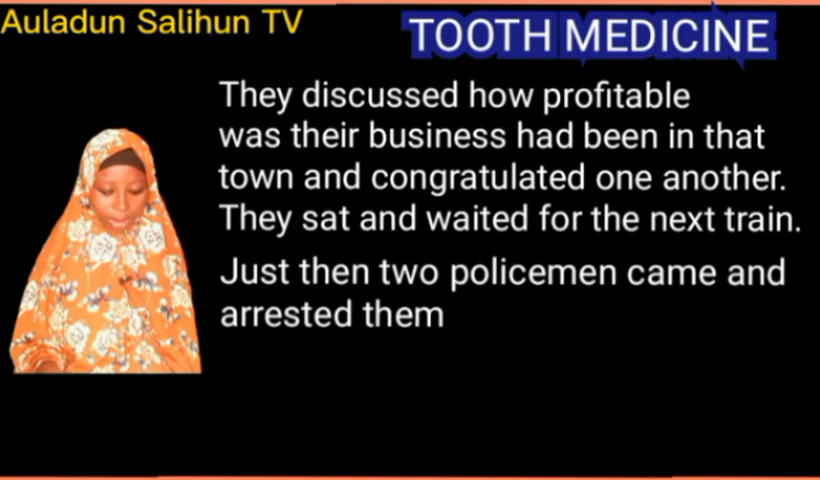 Auladun Salihun TV
TOOTH MEDICINE
They discussed how profitable
was their business had been in that
town and congratulated one another.
They sat and waited for the next train.
Just then two policemen came and
arrested them